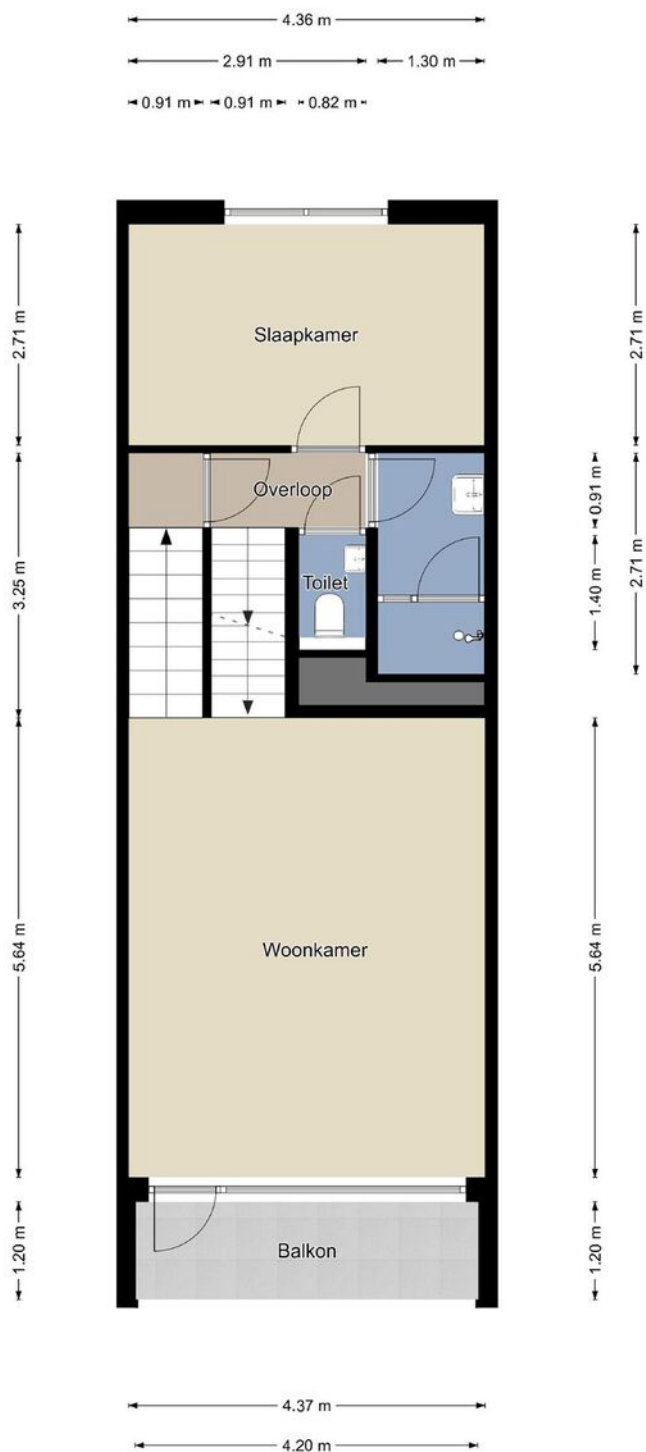 4.36 m
2.91 m
1.30 m
0.91 m
0.91 m
0.82 m
2.71 m
2.71 m
Slaapkamer
Overloop
0.91 m
3.25 m
2.71 m
Toilet
1.40 m
5.64 m
5.64 m
Woonkamer
1.20 m
Balkon
1.20 m
4.37 m
4.20 m